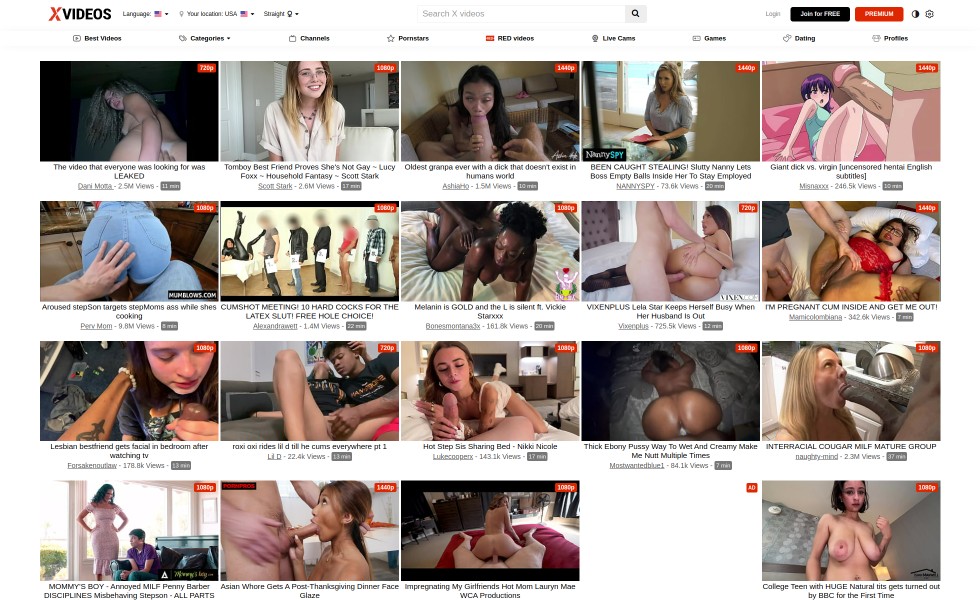 XVIDEOS
Language:
Your location: USA
Straight
Search X videos
Login
Join for FREE
PREMIUM
Best Videos
Categories
Channels
Pornstars
RED videos
Live Cams
Games
Dating
Profiles
720p
The video that everyone was looking for was
LEAKED
Dani Motta - 2.5M Views - 11 min
1080p
Tomboy Best Friend Proves She's Not Gay ~ Lucy
Foxx ~ Household Fantasy ~ Scott Stark
Scott Stark - 2.6M Views - 17 min
1440p
Oldest granpa ever with a dick that doesn't exist in
humans world
AshiaHo - 1.5M Views - 10 min
1440p
NANNYSPY
BEEN CAUGHT STEALING! Slutty Nanny Lets
Boss Empty Balls Inside Her To Stay Employed
NANNYSPY - 73.6k Views - 20 min
1440p
Giant dick vs. virgin [uncensored hentai English
subtitles]
Misnaxxx - 246.5k Views - 10 min
1080p
MUMBLOWS.COM
Aroused stepSon targets stepMoms ass while shes
cooking
Perv Mom - 9.8M Views - 8 min
1080p
CUMSHOT MEETING! 10 HARD COCKS FOR THE
LATEX SLUT! FREE HOLE CHOICE!
Alexandrawett - 1.4M Views - 22 min
1080p
Melanin is GOLD and the L is silent ft. Vickie
Starxxx
Bonesmontana3x - 161.8k Views - 20 min
720p
VIXEN
VIXENPLUS Lela Star Keeps Herself Busy When
Her Husband Is Out
Vixenplus - 725.5k Views - 12 min
1440p
I'M PREGNANT CUM INSIDE AND GET ME OUT!
Mamicolombiana - 342.6k Views - 7 min
1080p
Lesbian bestfriend gets facial in bedroom after
watching tv
Forsakenoutlaw - 178.8k Views - 13 min
720p
roxi oxi rides lil d till he cums everywhere pt 1
Lil D - 22.4k Views - 13 min
1080p
Hot Step Sis Sharing Bed - Nikki Nicole
Lukecooperx - 143.1k Views - 17 min
1080p
Thick Ebony Pussy Way To Wet And Creamy Make
Me Nutt Multiple Times
Mostwantedblue1 - 84.1k Views - 7 min
1080p
INTERRACIAL COUGAR MILF MATURE GROUP
naughty-mind - 2.3M Views - 37 min
1080p
Mommy's boy
MOMMY'S BOY - Annoyed MILF Penny Barber
DISCIPLINES Misbehaving Stepson - ALL PARTS
1440p
Asian Whore Gets A Post-Thanksgiving Dinner Face
Glaze
1080p
Impregnating My Girlfriends Hot Mom Lauryn Mae
WCA Productions
AD
1080p
College Teen with HUGE Natural tits gets turned out
by BBC for the First Time